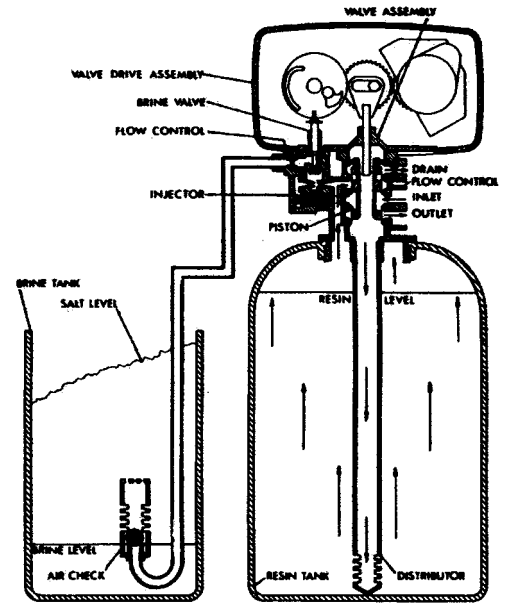 VALVE ASSEMBLY
VALVE DRIVE ASSEMBLY
BRINE VALVE
FLOW CONTROL
DRAIN
FLOW CONTROL
INJECTOR
INLET
OUTLET
PISTON
BRINE TANK
SALT LEVEL
RESIN LEVEL
BRINE LEVEL
AIR CHECK
RESIN TANK
DISTRIBUTOR